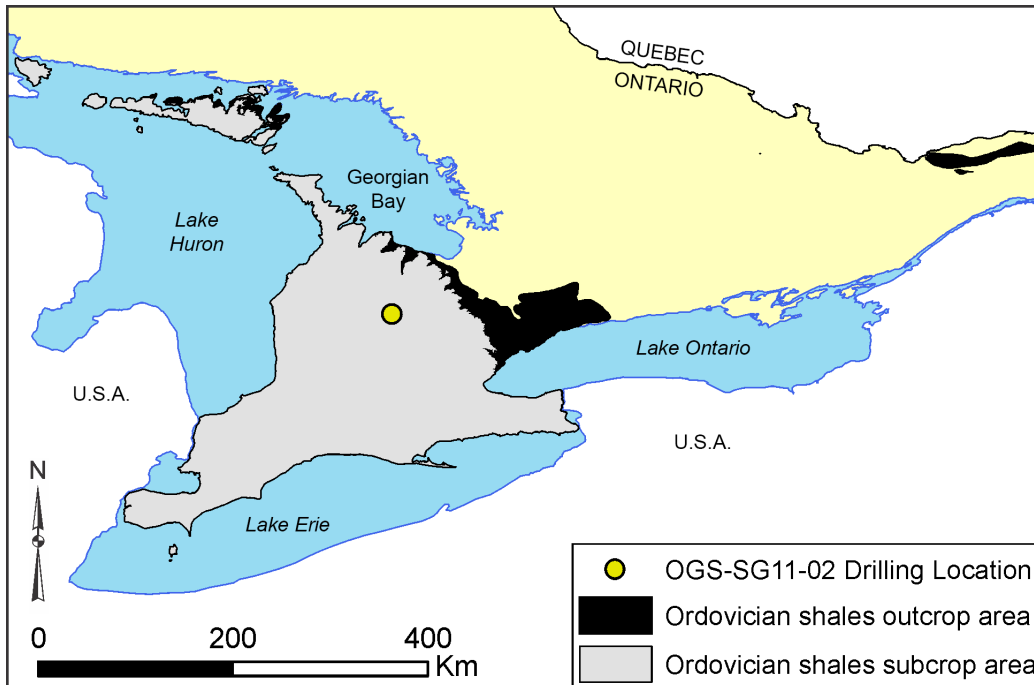 QUEBEC
ONTARIO
Georgian
Bay
Lake
Huron
Lake Ontario
U.S.A.
U.S.A.
N
Lake Erie
0 200 400
Km
OGS-SG11-02 Drilling Location
Ordovician shales outcrop area
Ordovician shales subcrop area